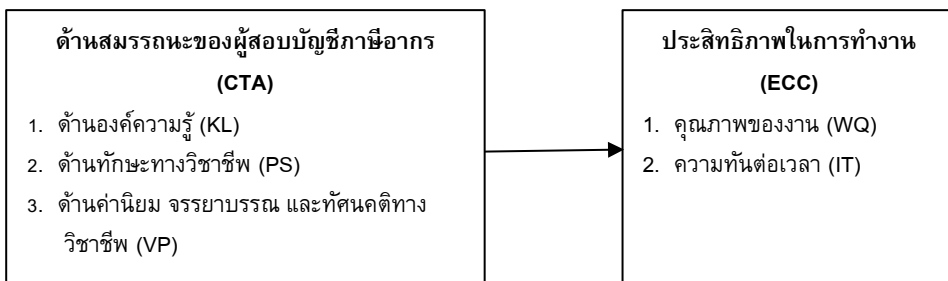 ด้านสมรรถนะของผู้สอบบัญชีภาษีอากร
(CTA)
1. ด้านองค์ความรู้ (KL)
2. ด้านทักษะทางวิชาชีพ (PS)
3. ด้านค่านิยม จรรยาบรรณ และทัศนคติทาง
วิชาชีพ (VP)
ประสิทธิภาพในการทำงาน
(ECC)
1. คุณภาพของงาน (WQ)
2. ความทันต่อเวลา (IT)